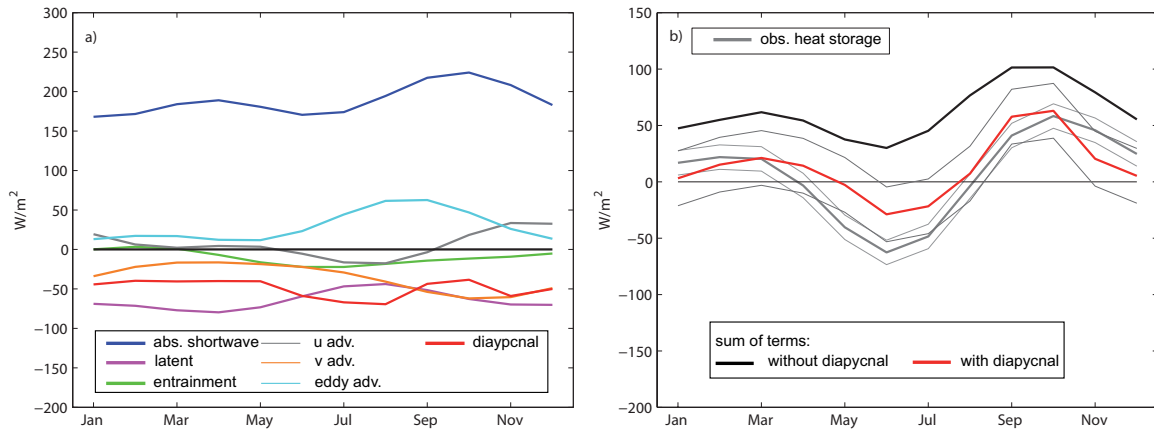 a)
W/m²
300
250
200
150
100
50
0
−50
−100
−150
−200
Jan Mar May Jul Sep Nov
abs. shortwave u adv. diaypcnal
latent v adv.
entrainment eddy adv.
b)
obs. heat storage
W/m²
150
100
50
0
−50
−100
−150
−200
Jan Mar May Jul Sep Nov
sum of terms:
without diapycnal with diapycnal